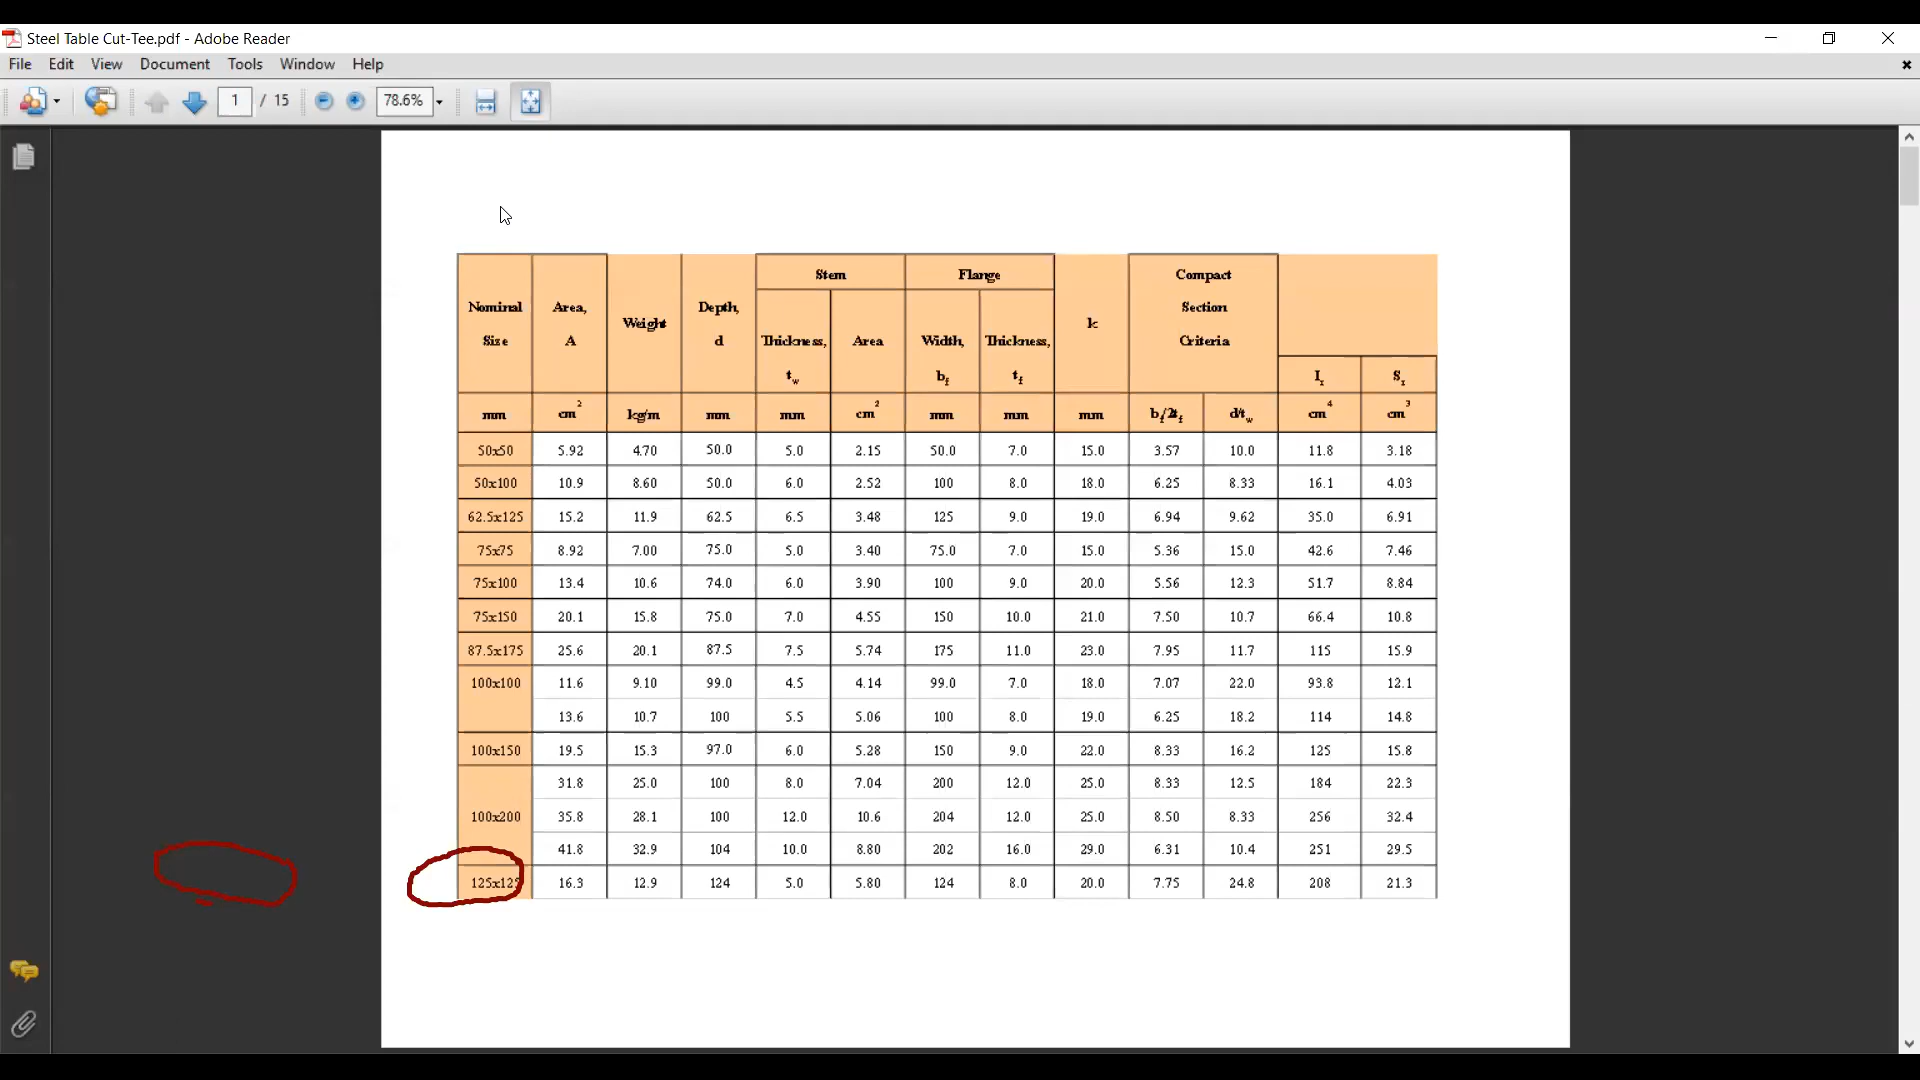 Steel Table Cut-Tee.pdf - Adobe Reader
File Edit View Document Tools Window Help
1 / 15 78.6%
Stem Flange Compact
Nominal Area, Depth, Section
Weight k
Size A d Thickness, Area Width, Thickness, Criteria
tw bf tf Ix Sx
mm cm2 kg/m mm mm cm2 mm mm mm bf/2tf d/tw cm4 cm3
50x50 5.92 4.70 50.0 5.0 2.15 50.0 7.0 15.0 3.57 10.0 11.8 3.18
50x100 10.9 8.60 50.0 6.0 2.52 100 8.0 18.0 6.25 8.33 16.1 4.03
62.5x125 15.2 11.9 62.5 6.5 3.48 125 9.0 19.0 6.94 9.62 35.0 6.91
75x75 8.92 7.00 75.0 5.0 3.40 75.0 7.0 15.0 5.36 15.0 42.6 7.46
75x100 13.4 10.6 74.0 6.0 3.90 100 9.0 20.0 5.56 12.3 51.7 8.84
75x150 20.1 15.8 75.0 7.0 4.55 150 10.0 21.0 7.50 10.7 66.4 10.8
87.5x175 25.6 20.1 87.5 7.5 5.74 175 11.0 23.0 7.95 11.7 115 15.9
100x100 11.6 9.10 99.0 4.5 4.14 99.0 7.0 18.0 7.07 22.0 93.8 12.1
13.6 10.7 100 5.5 5.06 100 8.0 19.0 6.25 18.2 114 14.8
100x150 19.5 15.3 97.0 6.0 5.28 150 9.0 22.0 8.33 16.2 125 15.8
31.8 25.0 100 8.0 7.04 200 12.0 25.0 8.33 12.5 184 22.3
100x200 35.8 28.1 100 12.0 10.6 204 12.0 25.0 8.50 8.33 256 32.4
41.8 32.9 104 10.0 8.80 202 16.0 29.0 6.31 10.4 251 29.5
125x125 16.3 12.9 124 5.0 5.80 124 8.0 20.0 7.75 24.8 208 21.3